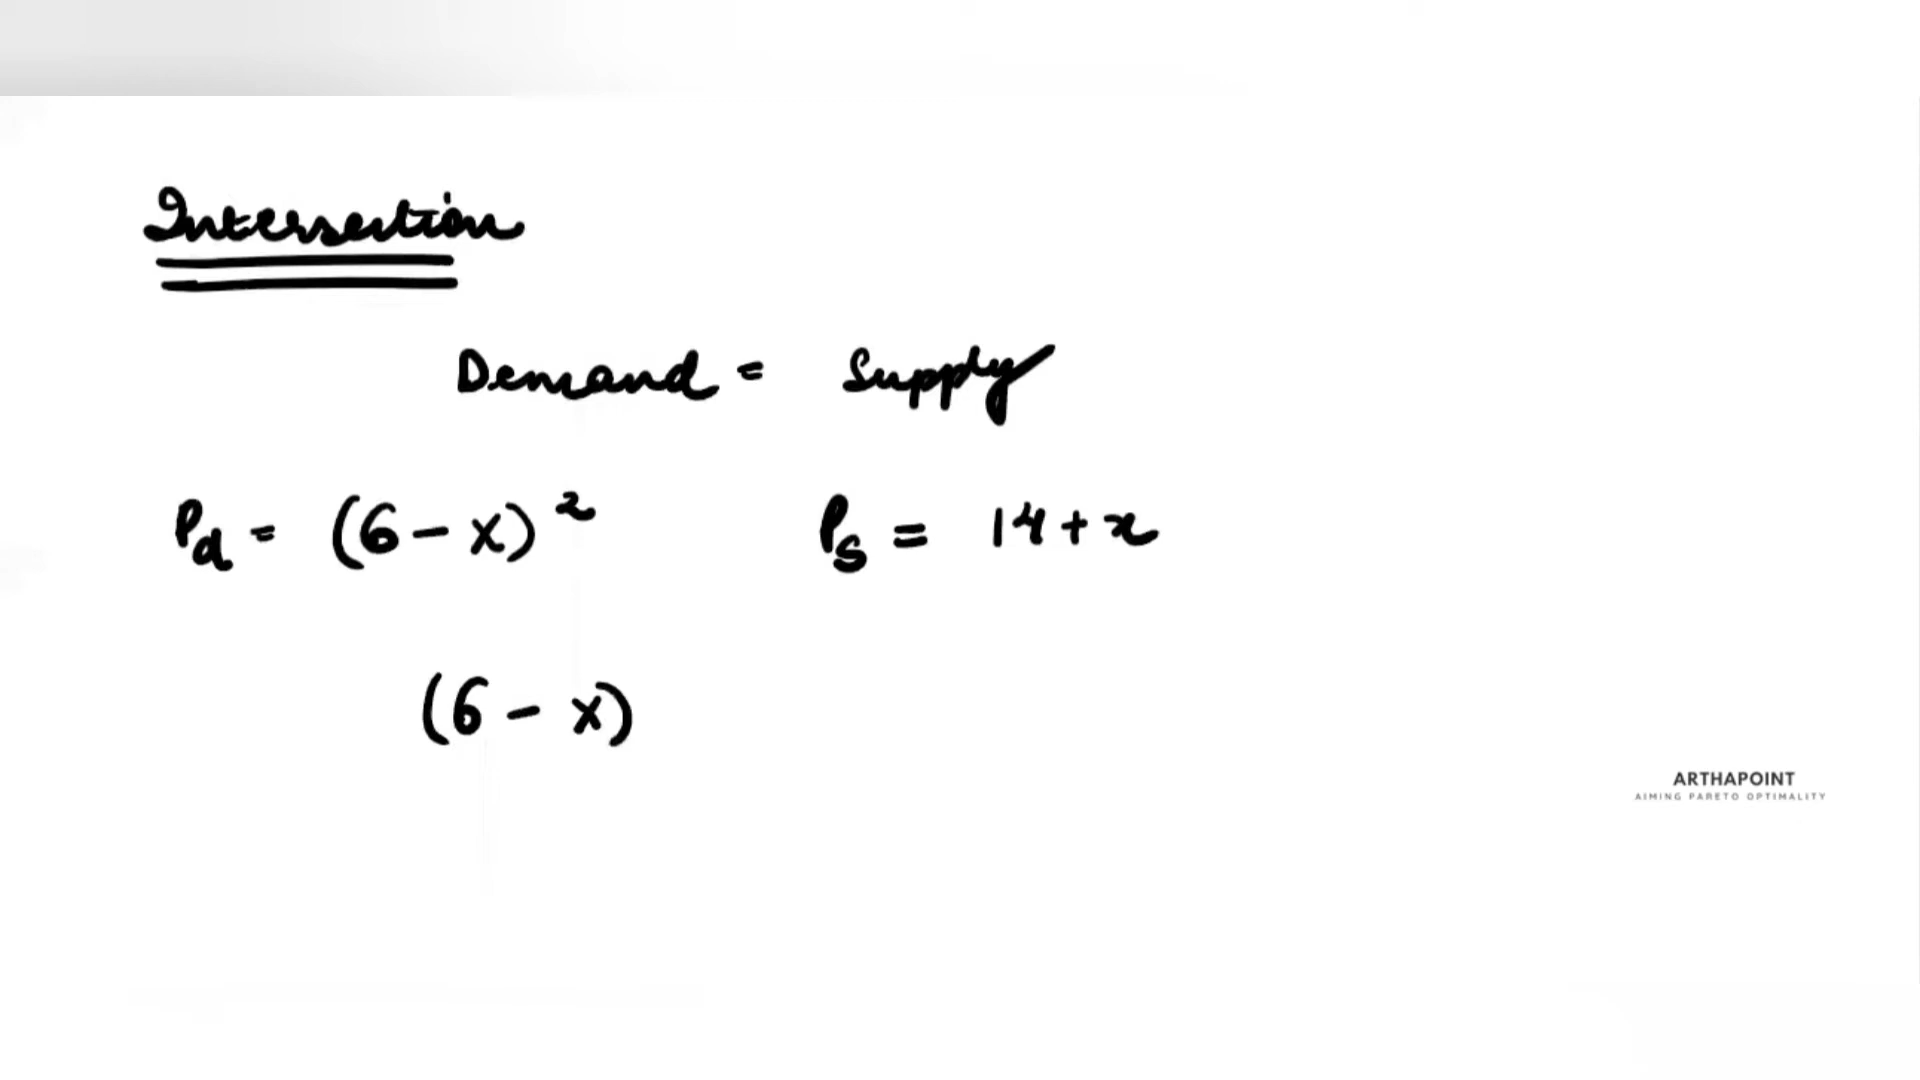 Intersection
Demand = Supply
Pd = (6 - x)² Ps = 14 + x
(6 - x)
ARTHAPOINT
AIMING PARETO OPTIMALITY